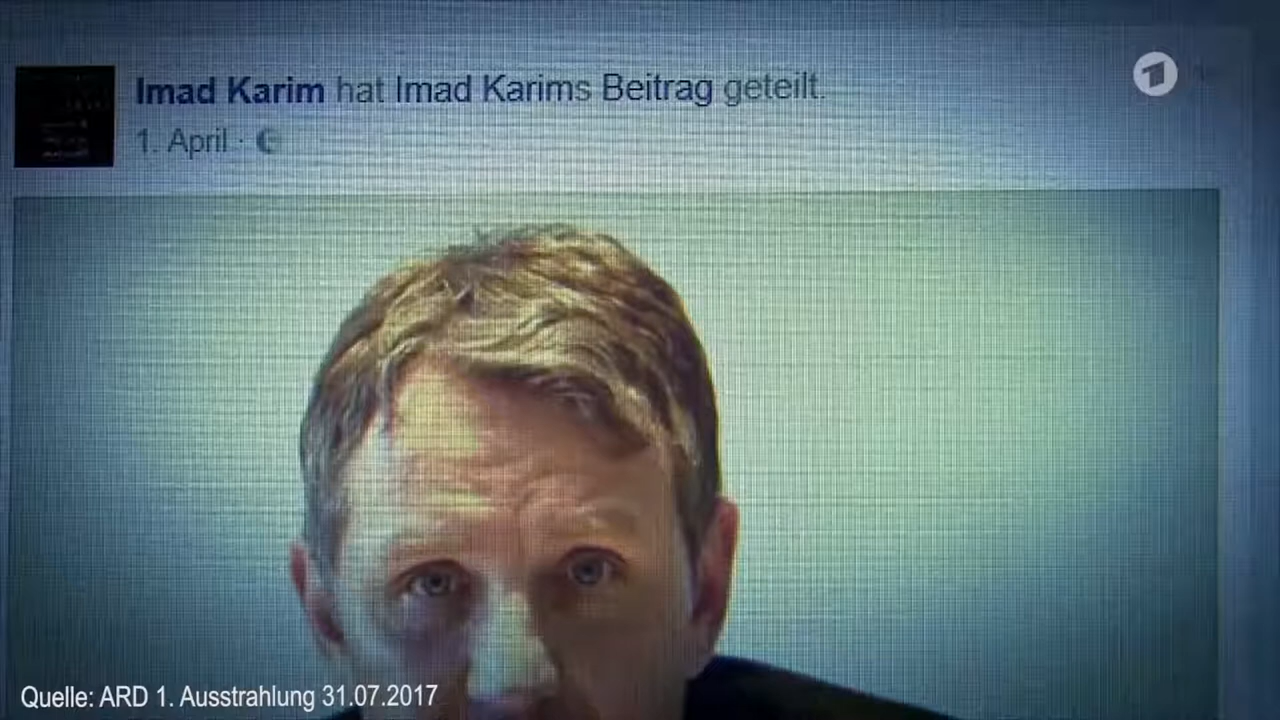 Imad Karim hat Imad Karims Beitrag geteilt.
1. April ·
Quelle: ARD 1. Ausstrahlung 31.07.2017